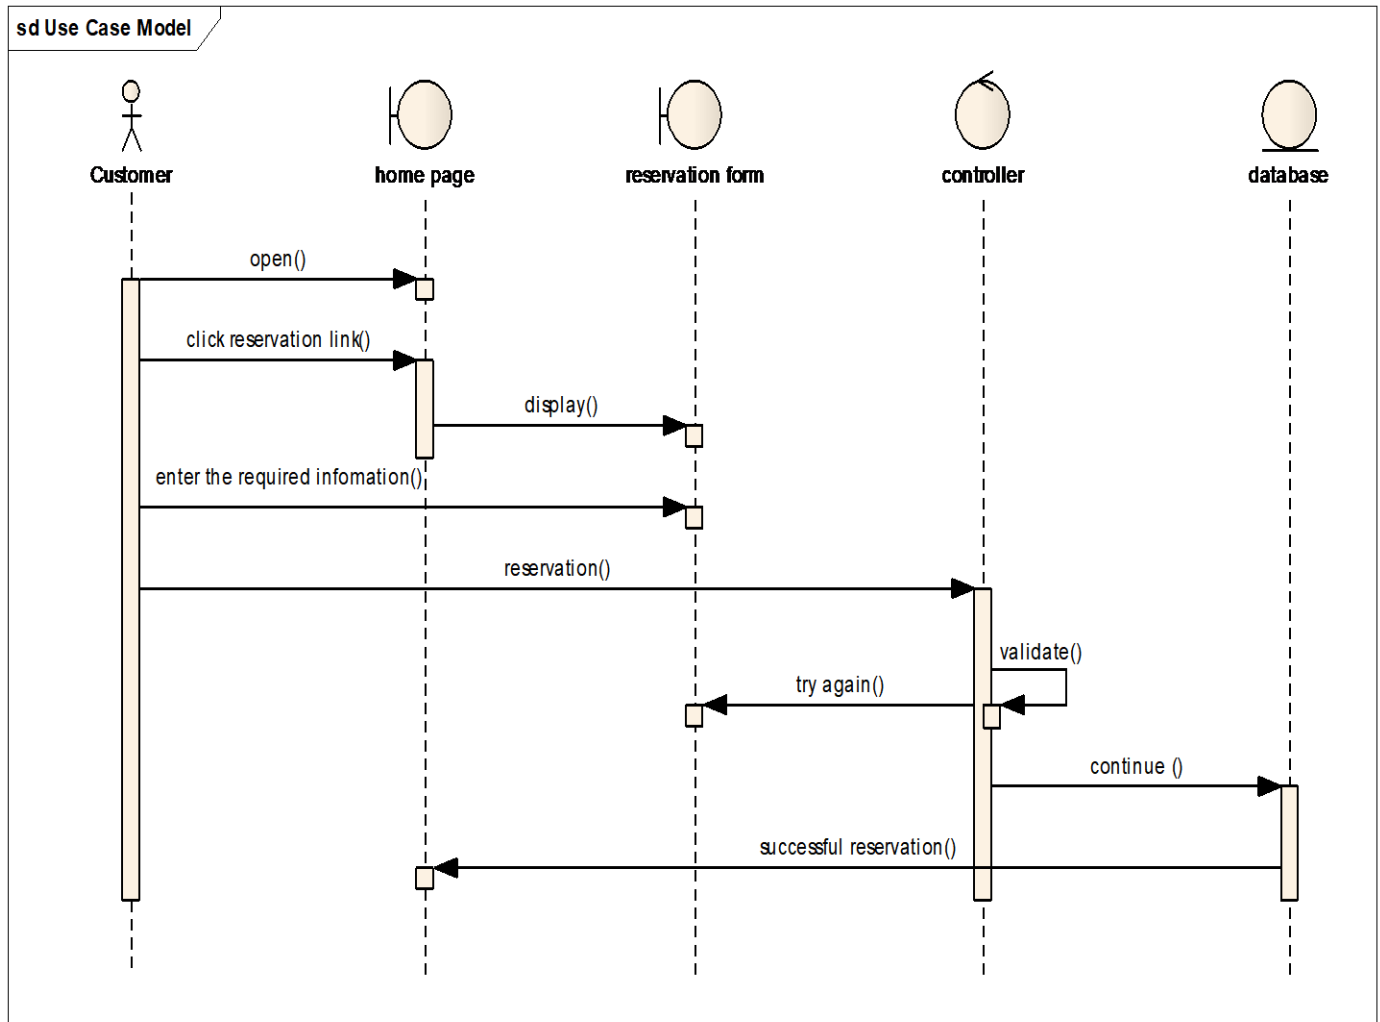 sd Use Case Model
Customer
home page
reservation form
controller
database
open()
click reservation link()
display()
enter the required infomation()
reservation()
validate()
try again()
continue ()
successful reservation()